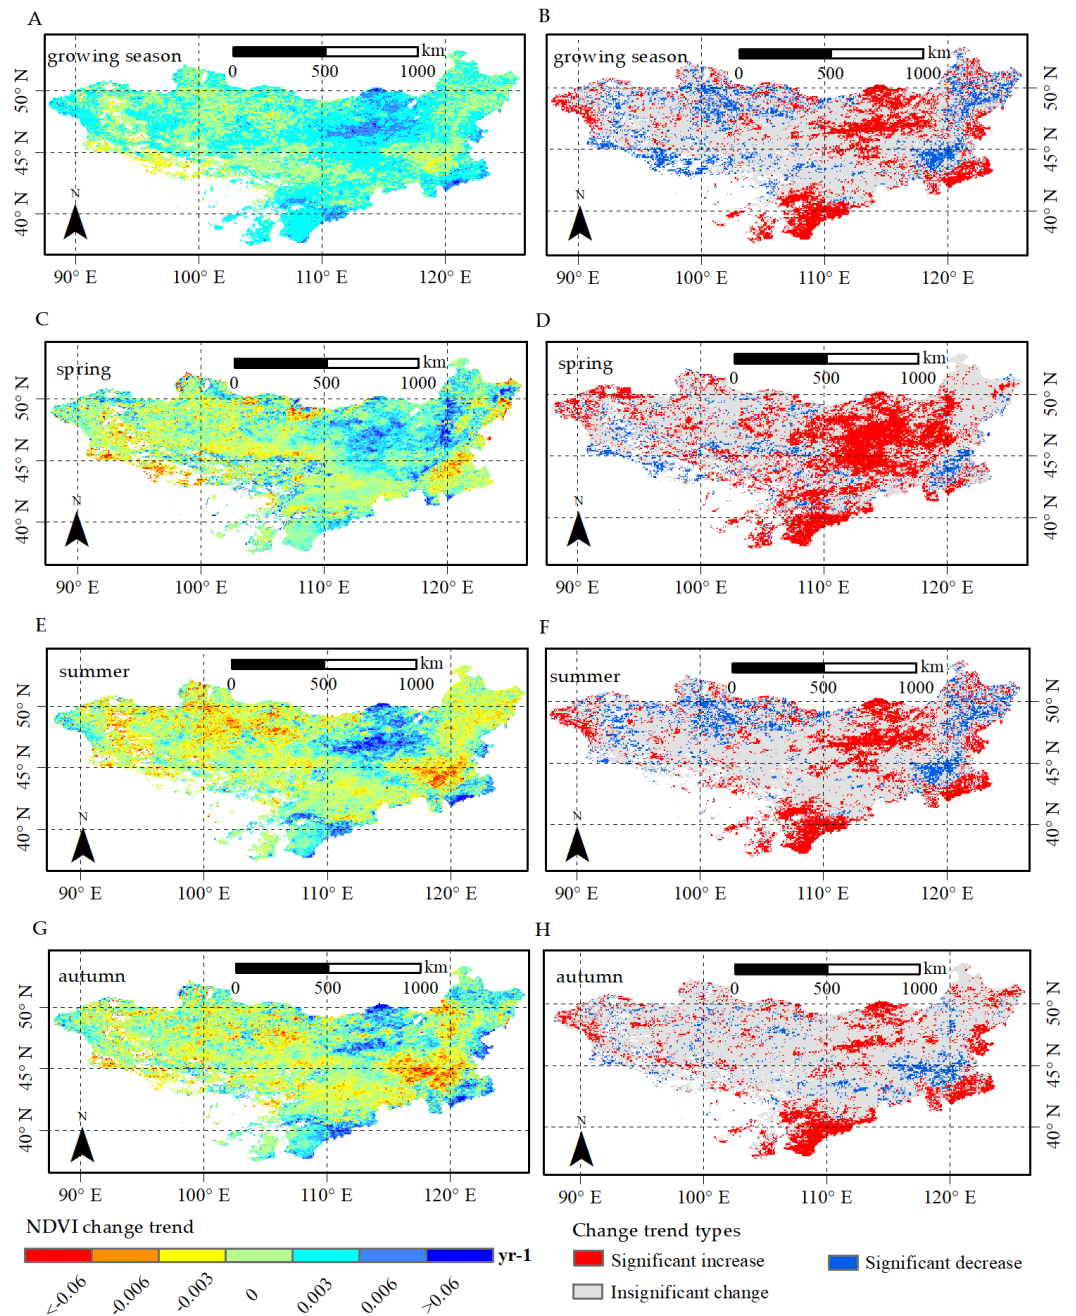 A
B
growing season
km
0 500 1000
50° N
45° N
40° N
N
90° E 100° E 110° E 120° E
growing season
km
0 500 1000
50° N
45° N
40° N
N
90° E 100° E 110° E 120° E
C
D
spring
km
0 500 1000
50° N
45° N
40° N
N
90° E 100° E 110° E 120° E
spring
km
0 500 1000
50° N
45° N
40° N
N
90° E 100° E 110° E 120° E
E
F
summer
km
0 500 1000
50° N
45° N
40° N
N
90° E 100° E 110° E 120° E
summer
km
0 500 1000
50° N
45° N
40° N
N
90° E 100° E 110° E 120° E
G
H
autumn
km
0 500 1000
50° N
45° N
40° N
N
90° E 100° E 110° E 120° E
autumn
km
0 500 1000
50° N
45° N
40° N
N
90° E 100° E 110° E 120° E
NDVI change trend
yr-1
<-0.06 -0.006 -0.003 0 0.003 0.006 >0.06
Change trend types
Significant increase
Significant decrease
Insignificant change